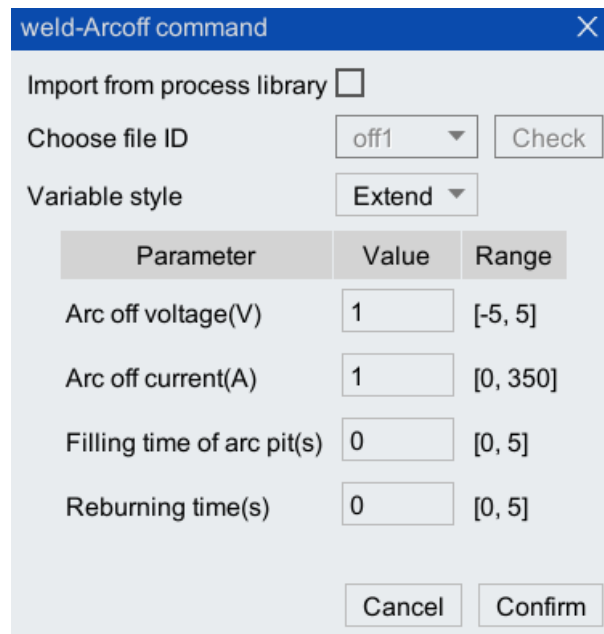 weld-Arcoff command
Import from process library
Choose file ID off1 Check
Variable style Extend
Parameter Value Range
Arc off voltage(V) 1 [-5, 5]
Arc off current(A) 1 [0, 350]
Filling time of arc pit(s) 0 [0, 5]
Reburning time(s) 0 [0, 5]
Cancel Confirm